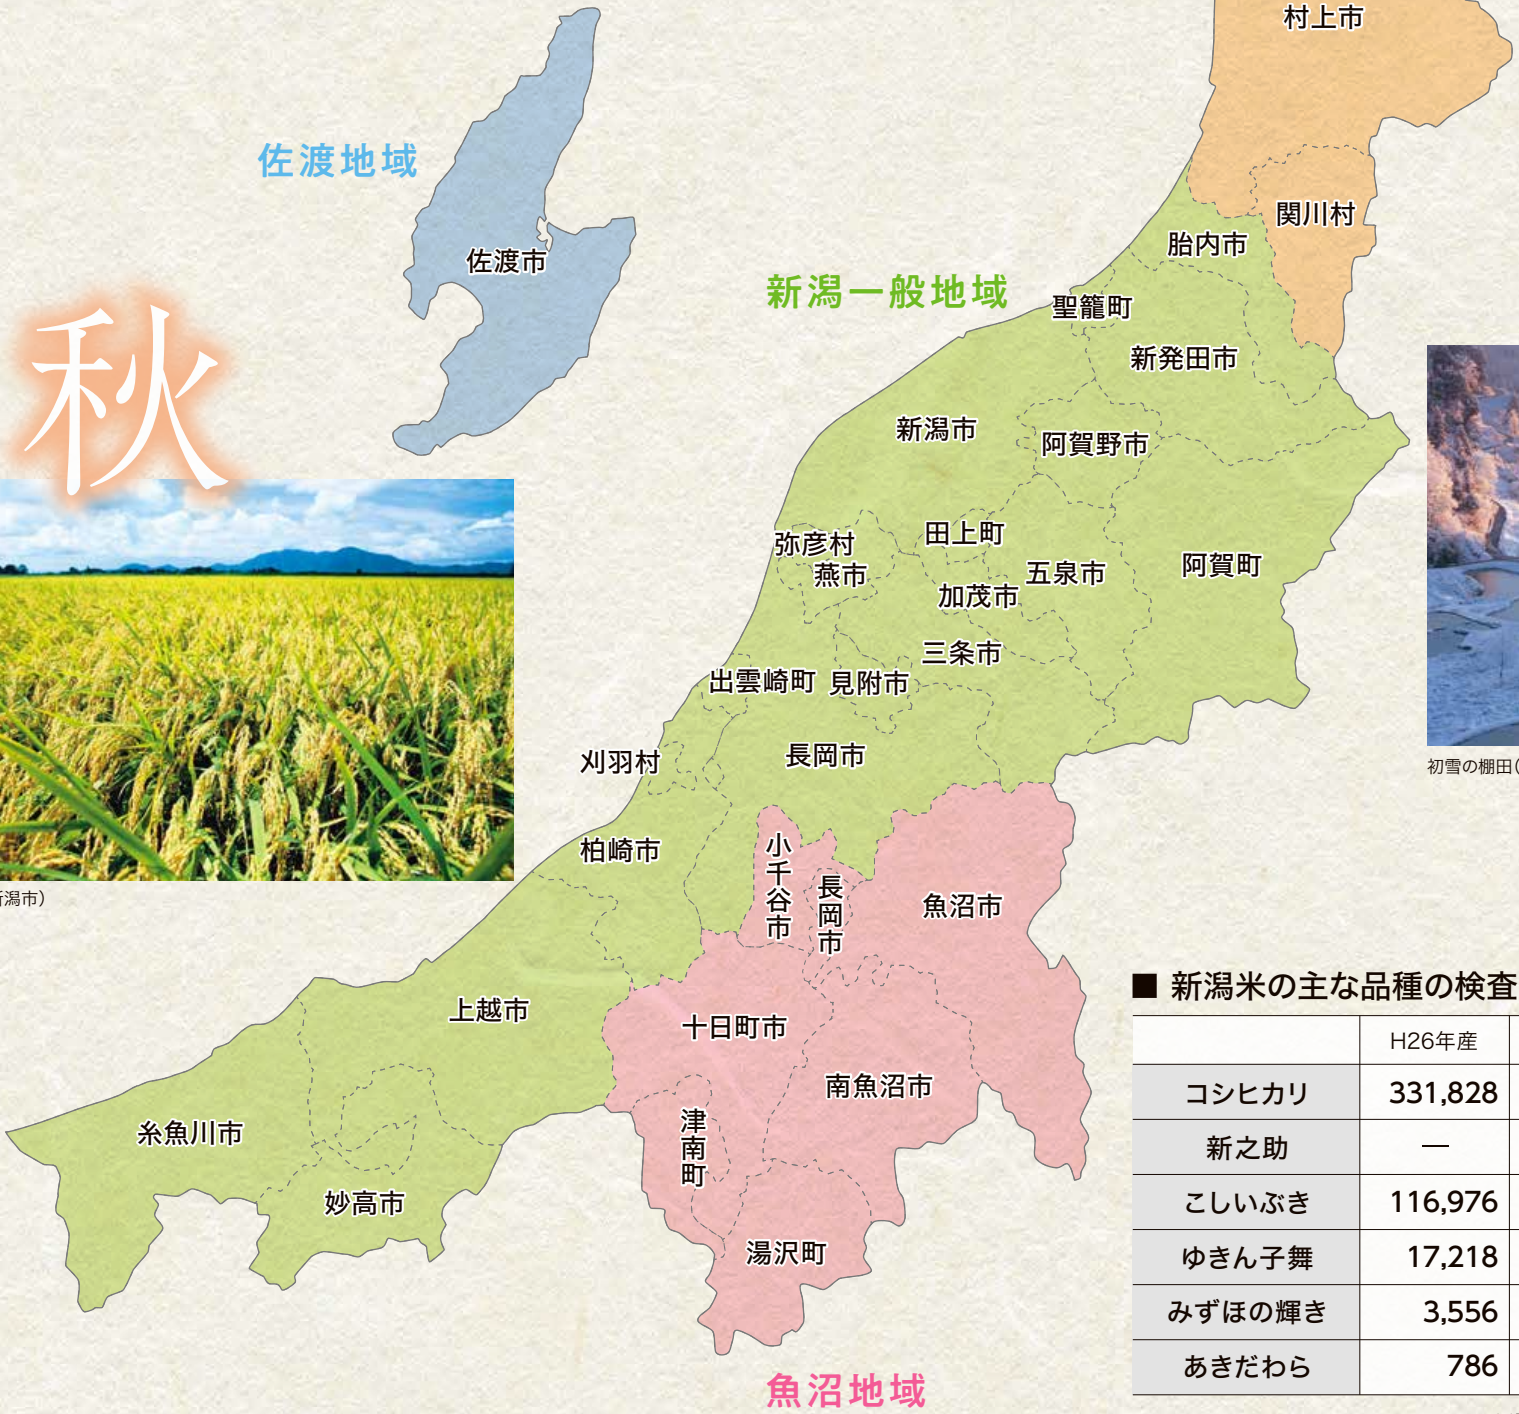 村上市
佐渡地域
関川村
胎内市
佐渡市
新潟一般地域
聖籠町
秋
新発田市
新潟市
阿賀野市
田上町
弥彦村
燕市
五泉市
阿賀町
加茂市
三条市
出雲崎町
見附市
刈羽村
長岡市
初雪の棚田(
柏崎市
小千谷市
長岡市
魚沼市
新潟市)
■ 新潟米の主な品種の検査
上越市
十日町市
H26年産
南魚沼市
コシヒカリ 331,828
糸魚川市
津南町
新之助 ―
妙高市
こしいぶき 116,976
湯沢町
ゆきん子舞 17,218
みずほの輝き 3,556
あきだわら 786
魚沼地域